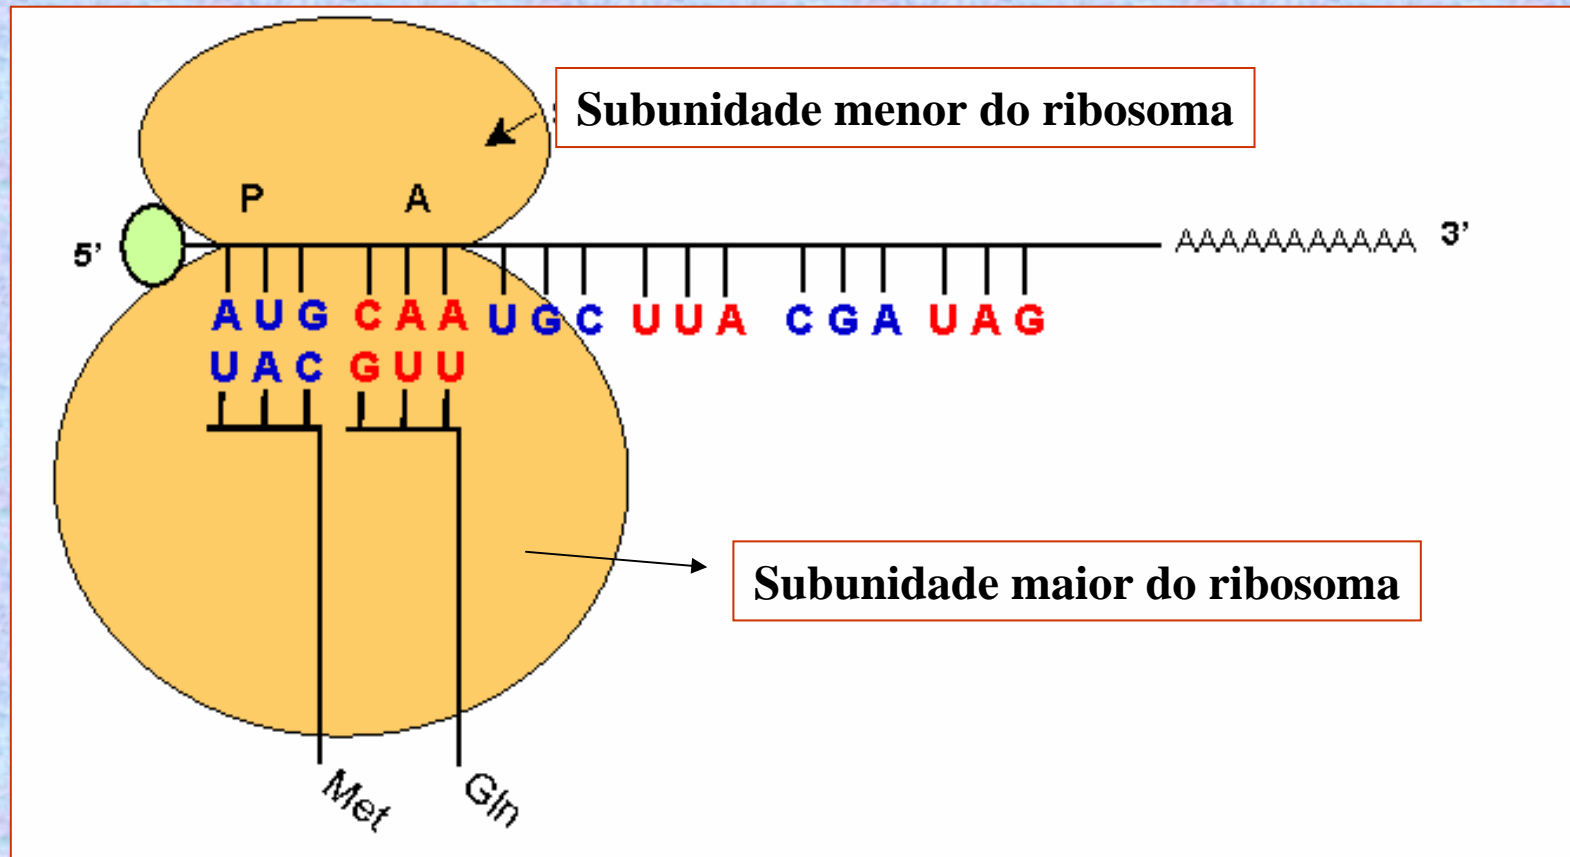 Subunidade menor do ribosoma
P A
5’ AAAAAAAAAAA 3’
AUG CAA UGC UUA CGA UAG
UAC GUU
Subunidade maior do ribosoma
Met Gln